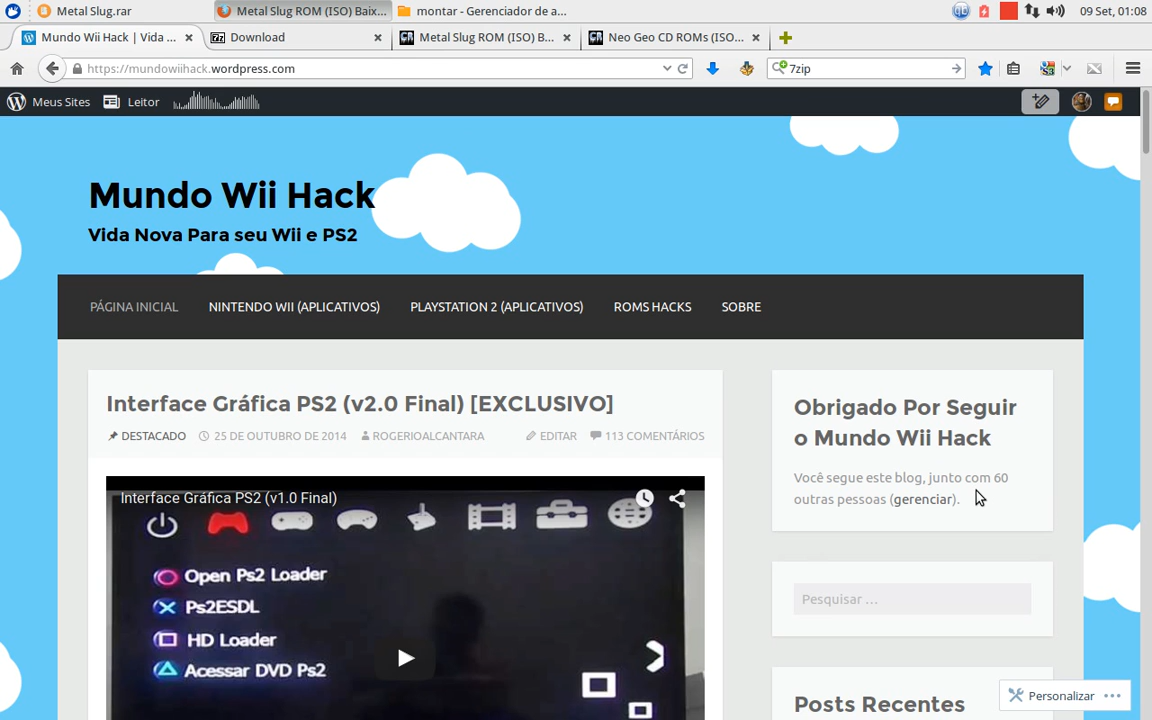 Metal Slug.rar
Metal Slug ROM (ISO) Baix...
montar - Gerenciador de a...
09 Set, 01:08
Mundo Wii Hack | Vida ...
7z Download
Metal Slug ROM (ISO) B...
Neo Geo CD ROMs (ISO...
https://mundowiihack.wordpress.com
7zip
Meus Sites
Leitor
Mundo Wii Hack
Vida Nova Para seu Wii e PS2
PÁGINA INICIAL
NINTENDO WII (APLICATIVOS)
PLAYSTATION 2 (APLICATIVOS)
ROMS HACKS
SOBRE
Interface Gráfica PS2 (v2.0 Final) [EXCLUSIVO]
DESTACADO
25 DE OUTUBRO DE 2014
ROGERIOALCANTARA
EDITAR
113 COMENTÁRIOS
Interface Gráfica PS2 (v1.0 Final)
Open Ps2 Loader
Ps2ESDL
HD Loader
Acessar DVD Ps2
Obrigado Por Seguir
o Mundo Wii Hack
Você segue este blog, junto com 60
outras pessoas (gerenciar).
Pesquisar ...
Posts Recentes
Personalizar